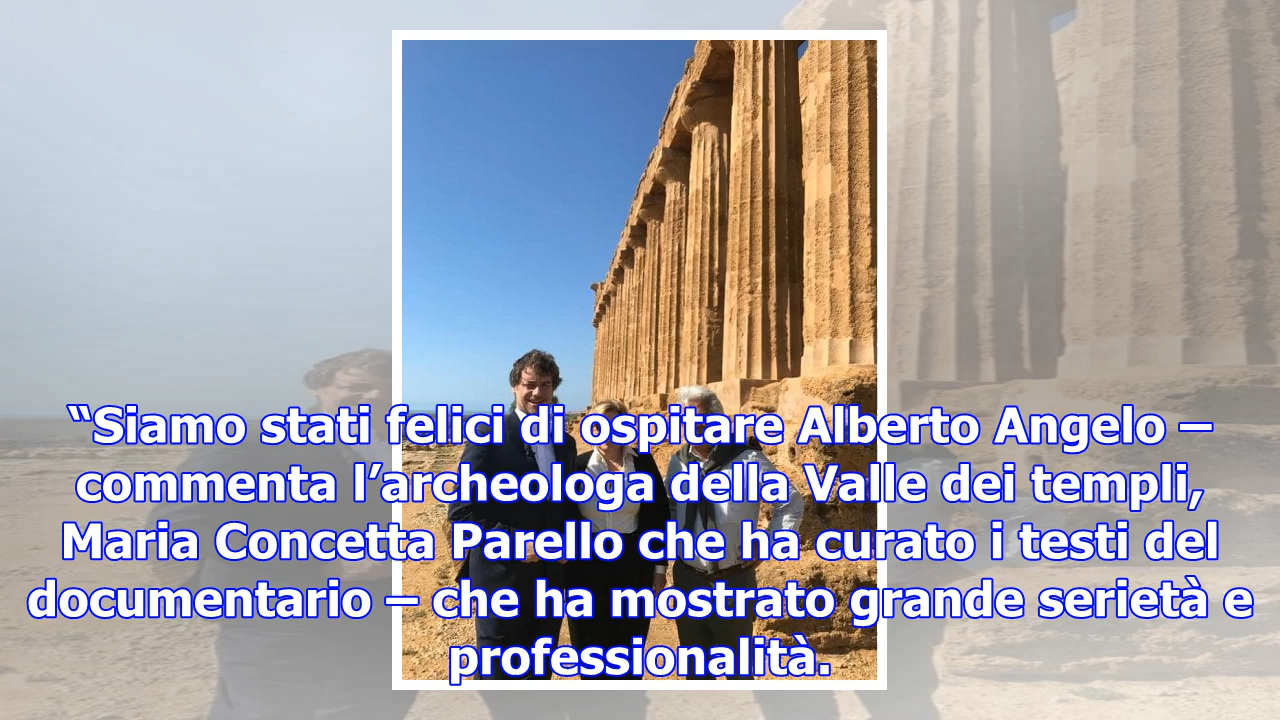 “Siamo stati felici di ospitare Alberto Angelo –
commenta l’archeologa della Valle dei templi,
Maria Concetta Parello che ha curato i testi del
documentario – che ha mostrato grande serietà e
professionalità.